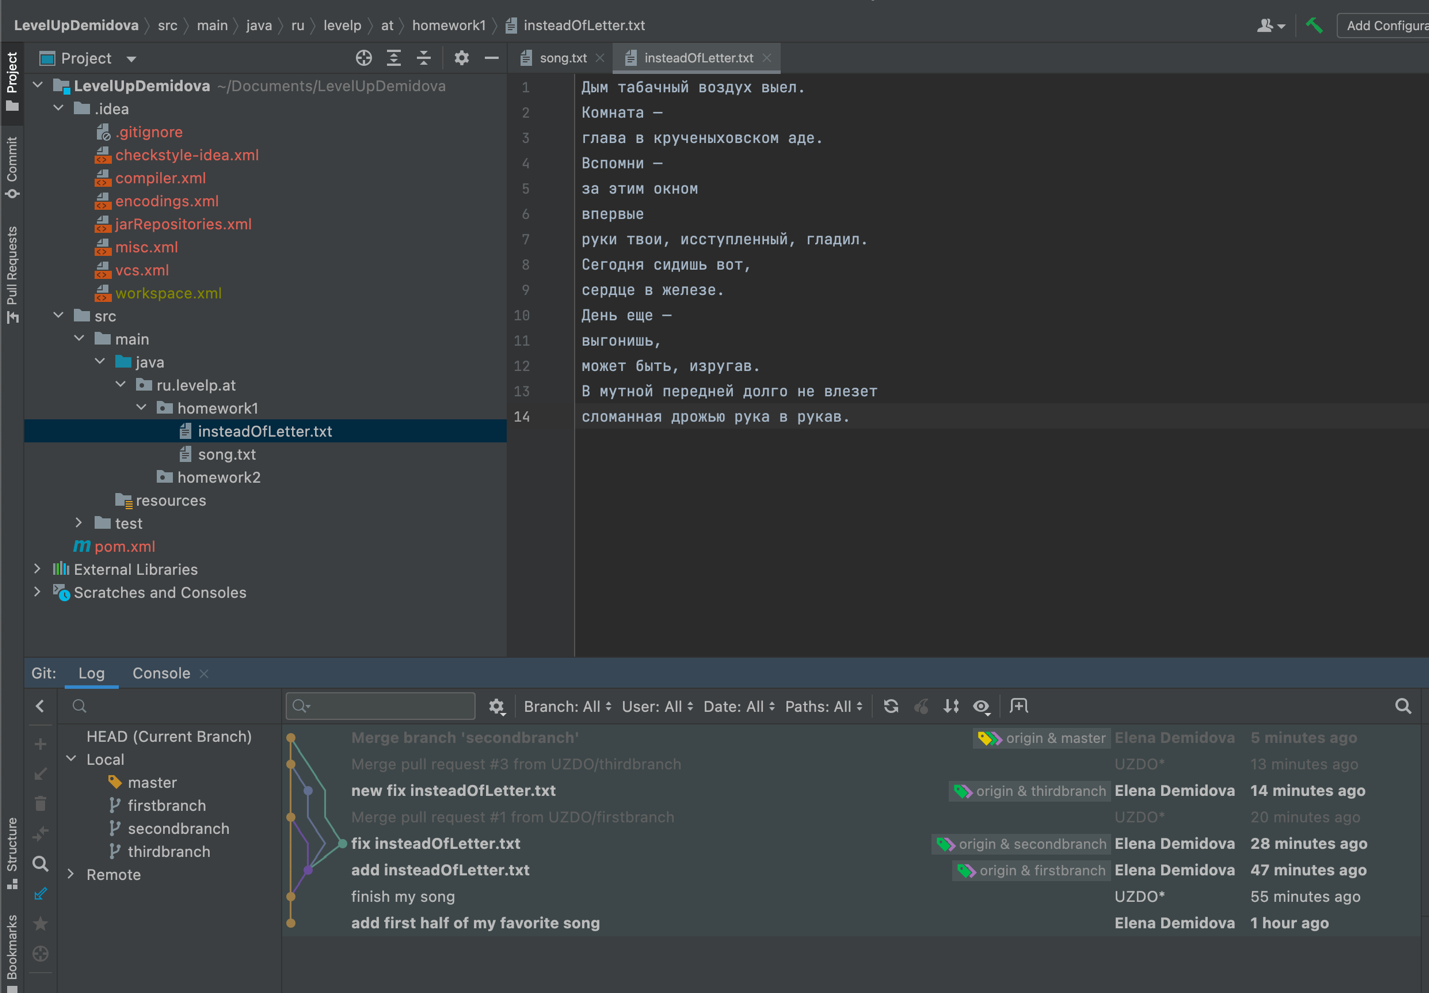 LevelUpDemidova src main java ru levelp at homework1 insteadOfLetter.txt
Add Configura
Project
song.txt
insteadOfLetter.txt
Project
Commit
Pull Requests
LevelUpDemidova ~/Documents/LevelUpDemidova
.idea
.gitignore
checkstyle-idea.xml
compiler.xml
encodings.xml
jarRepositories.xml
misc.xml
vcs.xml
workspace.xml
src
main
java
ru.levelp.at
homework1
insteadOfLetter.txt
song.txt
homework2
resources
test
pom.xml
External Libraries
Scratches and Consoles
1 Дым табачный воздух выел.
2 Комната —
3 глава в крученыховском аде.
4 Вспомни —
5 за этим окном
6 впервые
7 руки твои, исступленный, гладил.
8 Сегодня сидишь вот,
9 сердце в железе.
10 День еще —
11 выгонишь,
12 может быть, изругав.
13 В мутной передней долго не влезет
14 сломанная дрожью рука в рукав.
Git: Log Console
Branch: All User: All Date: All Paths: All
HEAD (Current Branch)
Local
master
firstbranch
secondbranch
thirdbranch
Remote
Structure
Bookmarks
Merge branch 'secondbranch' origin & master Elena Demidova 5 minutes ago
Merge pull request #3 from UZDO/thirdbranch UZDO* 13 minutes ago
new fix insteadOfLetter.txt origin & thirdbranch Elena Demidova 14 minutes ago
Merge pull request #1 from UZDO/firstbranch UZDO* 20 minutes ago
fix insteadOfLetter.txt origin & secondbranch Elena Demidova 28 minutes ago
add insteadOfLetter.txt origin & firstbranch Elena Demidova 47 minutes ago
finish my song UZDO* 55 minutes ago
add first half of my favorite song Elena Demidova 1 hour ago